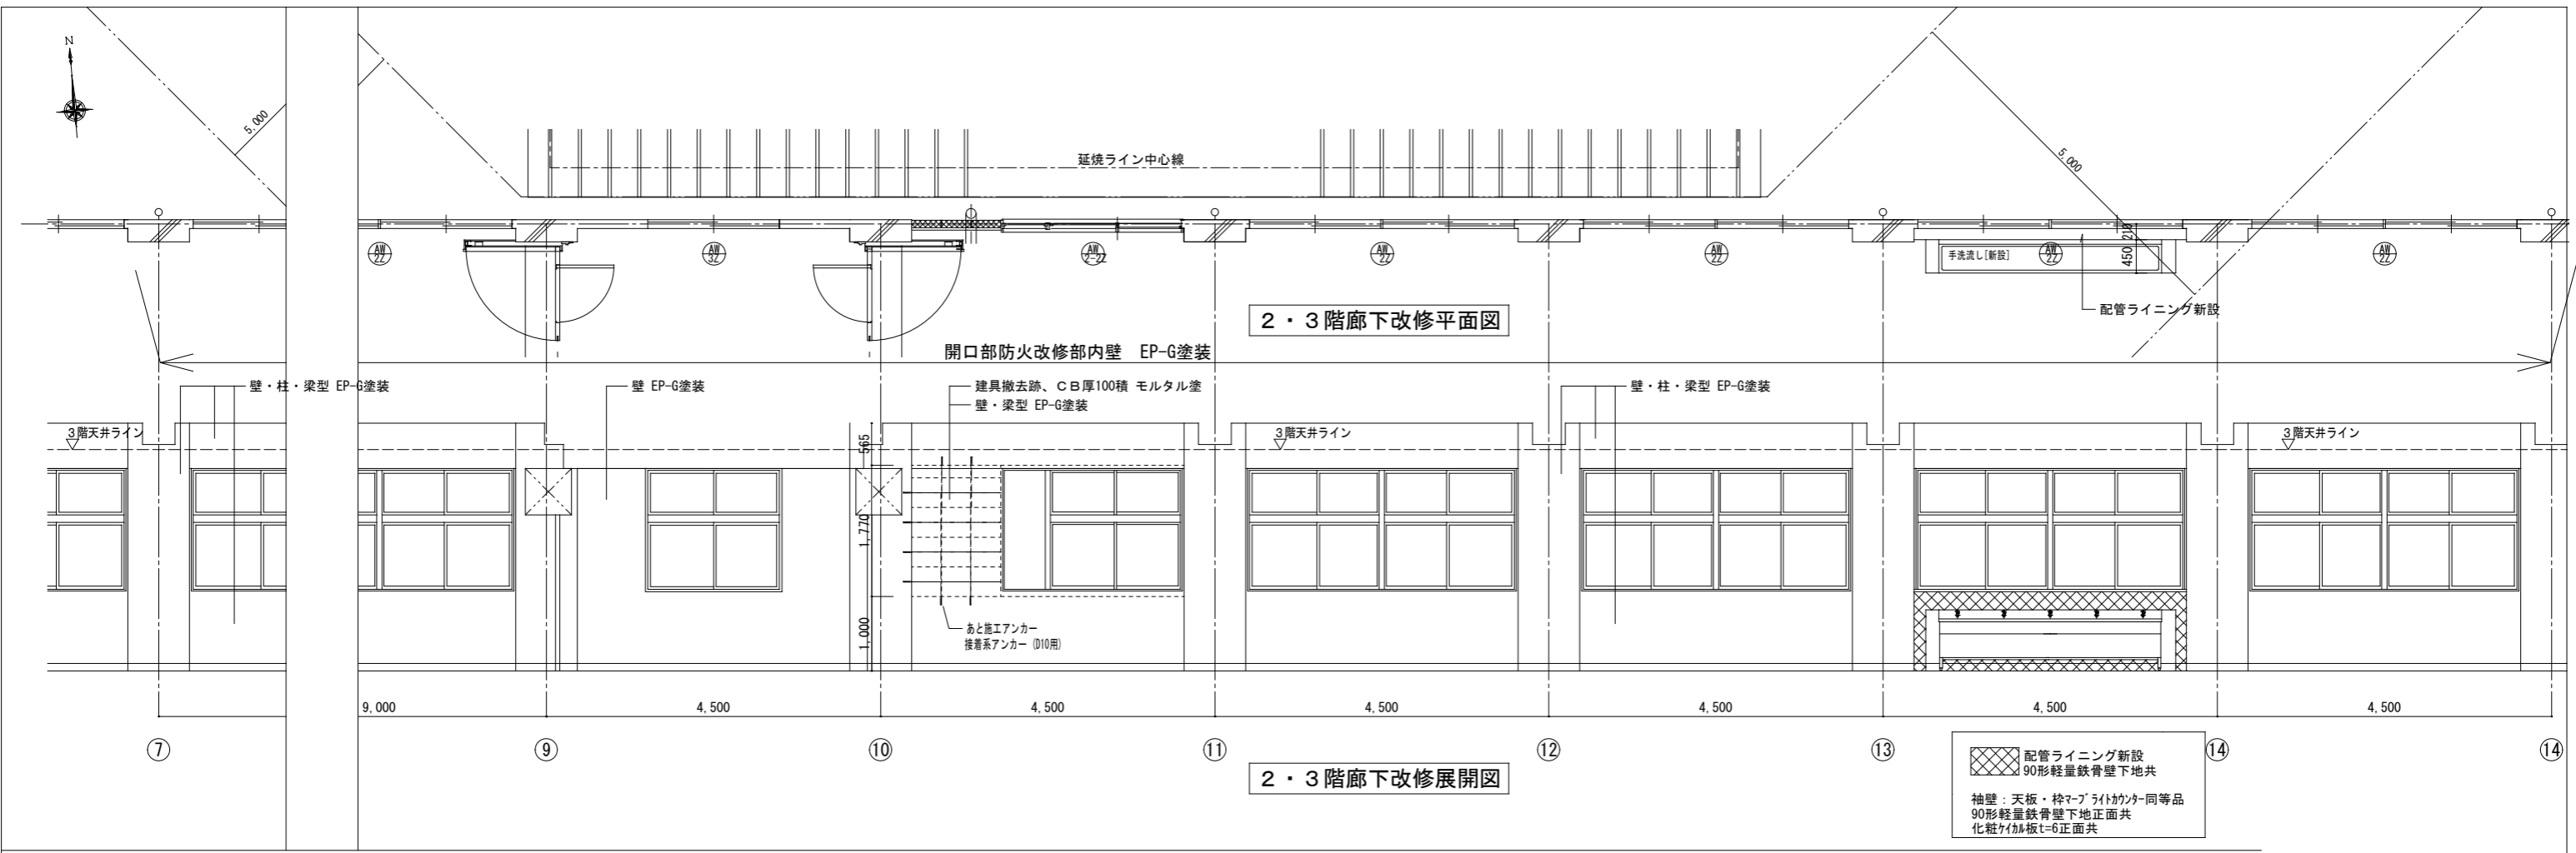 N
5,000
延焼ライン中心線
5,000
AW
2Z
AW
3Z
AW
2-2Z
AW
2Z
AW
2Z
手洗流し[新設]
AW
2Z
210
450
AW
2Z
配管ライニング新設
2・3階廊下改修平面図
開口部防火改修部内壁 EP-G塗装
壁・柱・梁型 EP-G塗装
壁 EP-G塗装
建具撤去跡、CB厚100積 モルタル塗
壁・梁型 EP-G塗装
壁・柱・梁型 EP-G塗装
3階天井ライン
3階天井ライン
3階天井ライン
565
1,770
1,000
あと施工アンカー
接着系アンカー (D10用)
9,000
4,500
4,500
4,500
4,500
4,500
4,500
⑦
⑨
⑩
⑪
⑫
⑬
⑭
⑭
2・3階廊下改修展開図
配管ライニング新設
90形軽量鉄骨壁下地共
袖壁：天板・枠ﾏｰﾌﾞﾗｲﾄｶｳﾝﾀｰ同等品
90形軽量鉄骨壁下地正面共
化粧ｹｲｶﾙ板t=6正面共